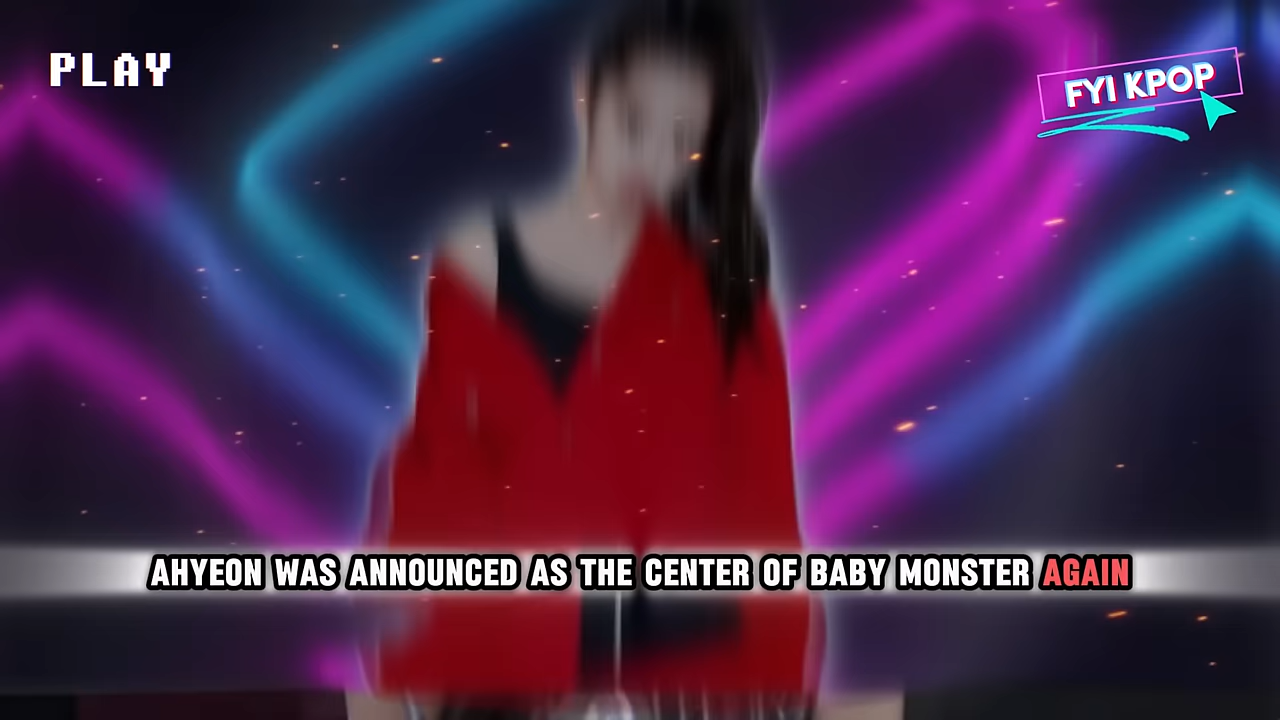 PLAY
FYI KPOP
AHYEON WAS ANNOUNCED AS THE CENTER OF BABY MONSTER AGAIN